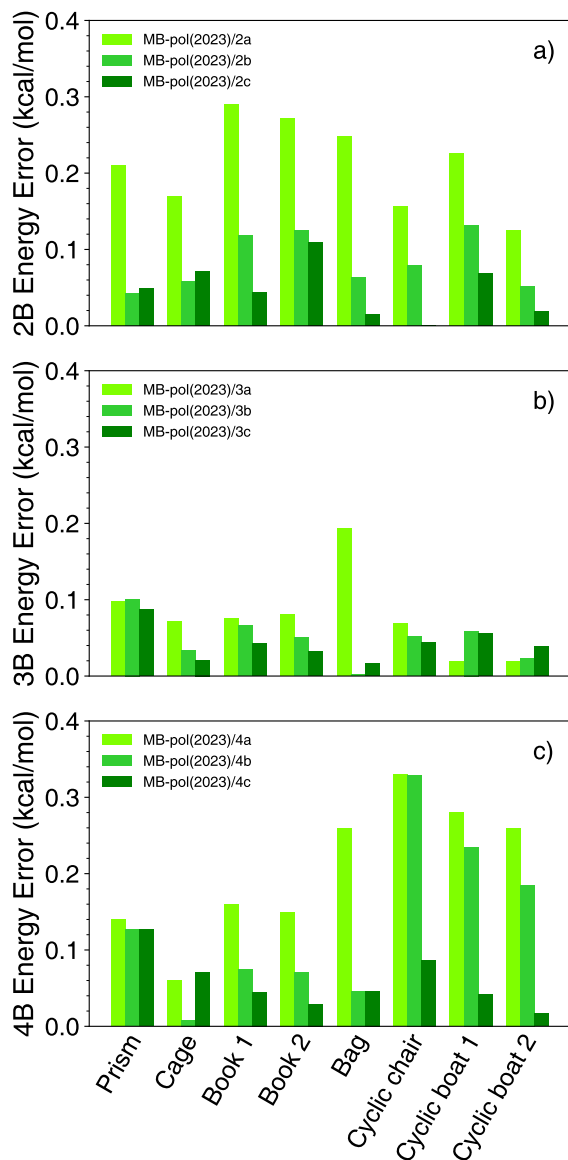 0.4
MB-pol(2023)/2a
MB-pol(2023)/2b
MB-pol(2023)/2c
a)
0.3
0.2
0.1
0.0
2B Energy Error (kcal/mol)
0.4
MB-pol(2023)/3a
MB-pol(2023)/3b
MB-pol(2023)/3c
b)
0.3
0.2
0.1
0.0
3B Energy Error (kcal/mol)
0.4
MB-pol(2023)/4a
MB-pol(2023)/4b
MB-pol(2023)/4c
c)
0.3
0.2
0.1
0.0
4B Energy Error (kcal/mol)
Prism
Cage
Book 1
Book 2
Bag
Cyclic chair
Cyclic boat 1
Cyclic boat 2